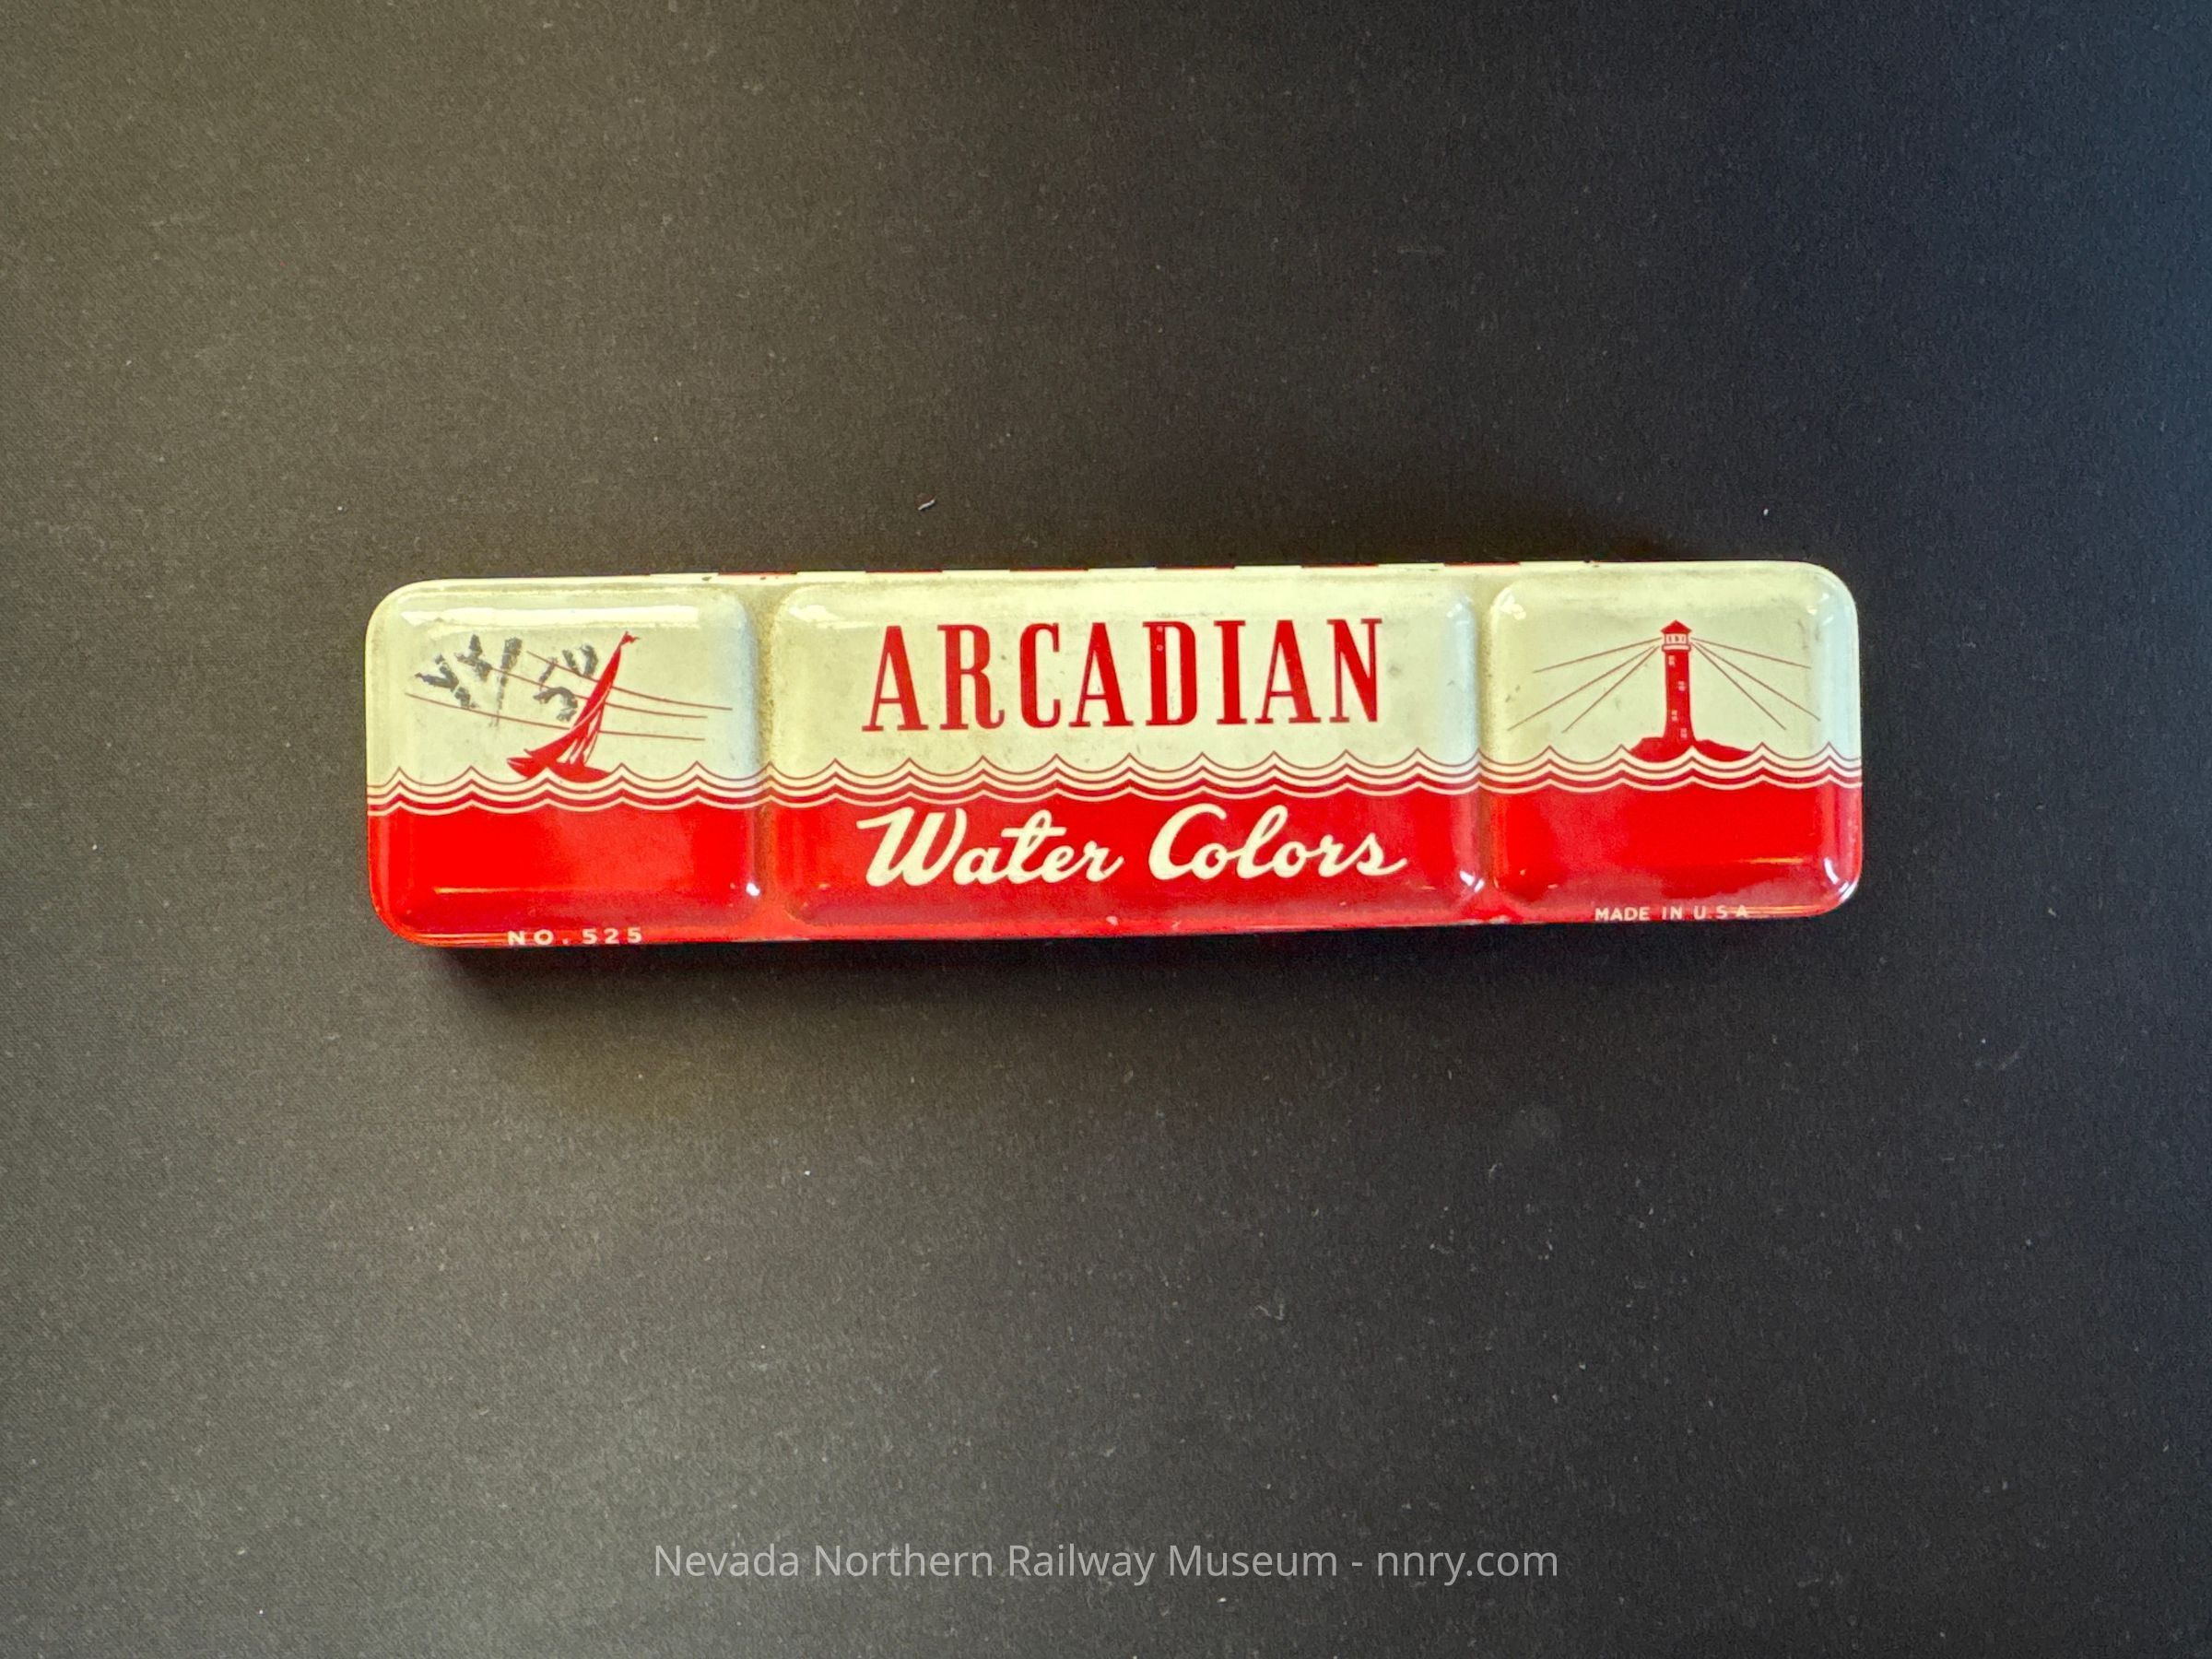 ARCADIAN
Water Colors
NO. 525
MADE IN U.S.A.
Nevada Northern Railway Museum - nnry.com